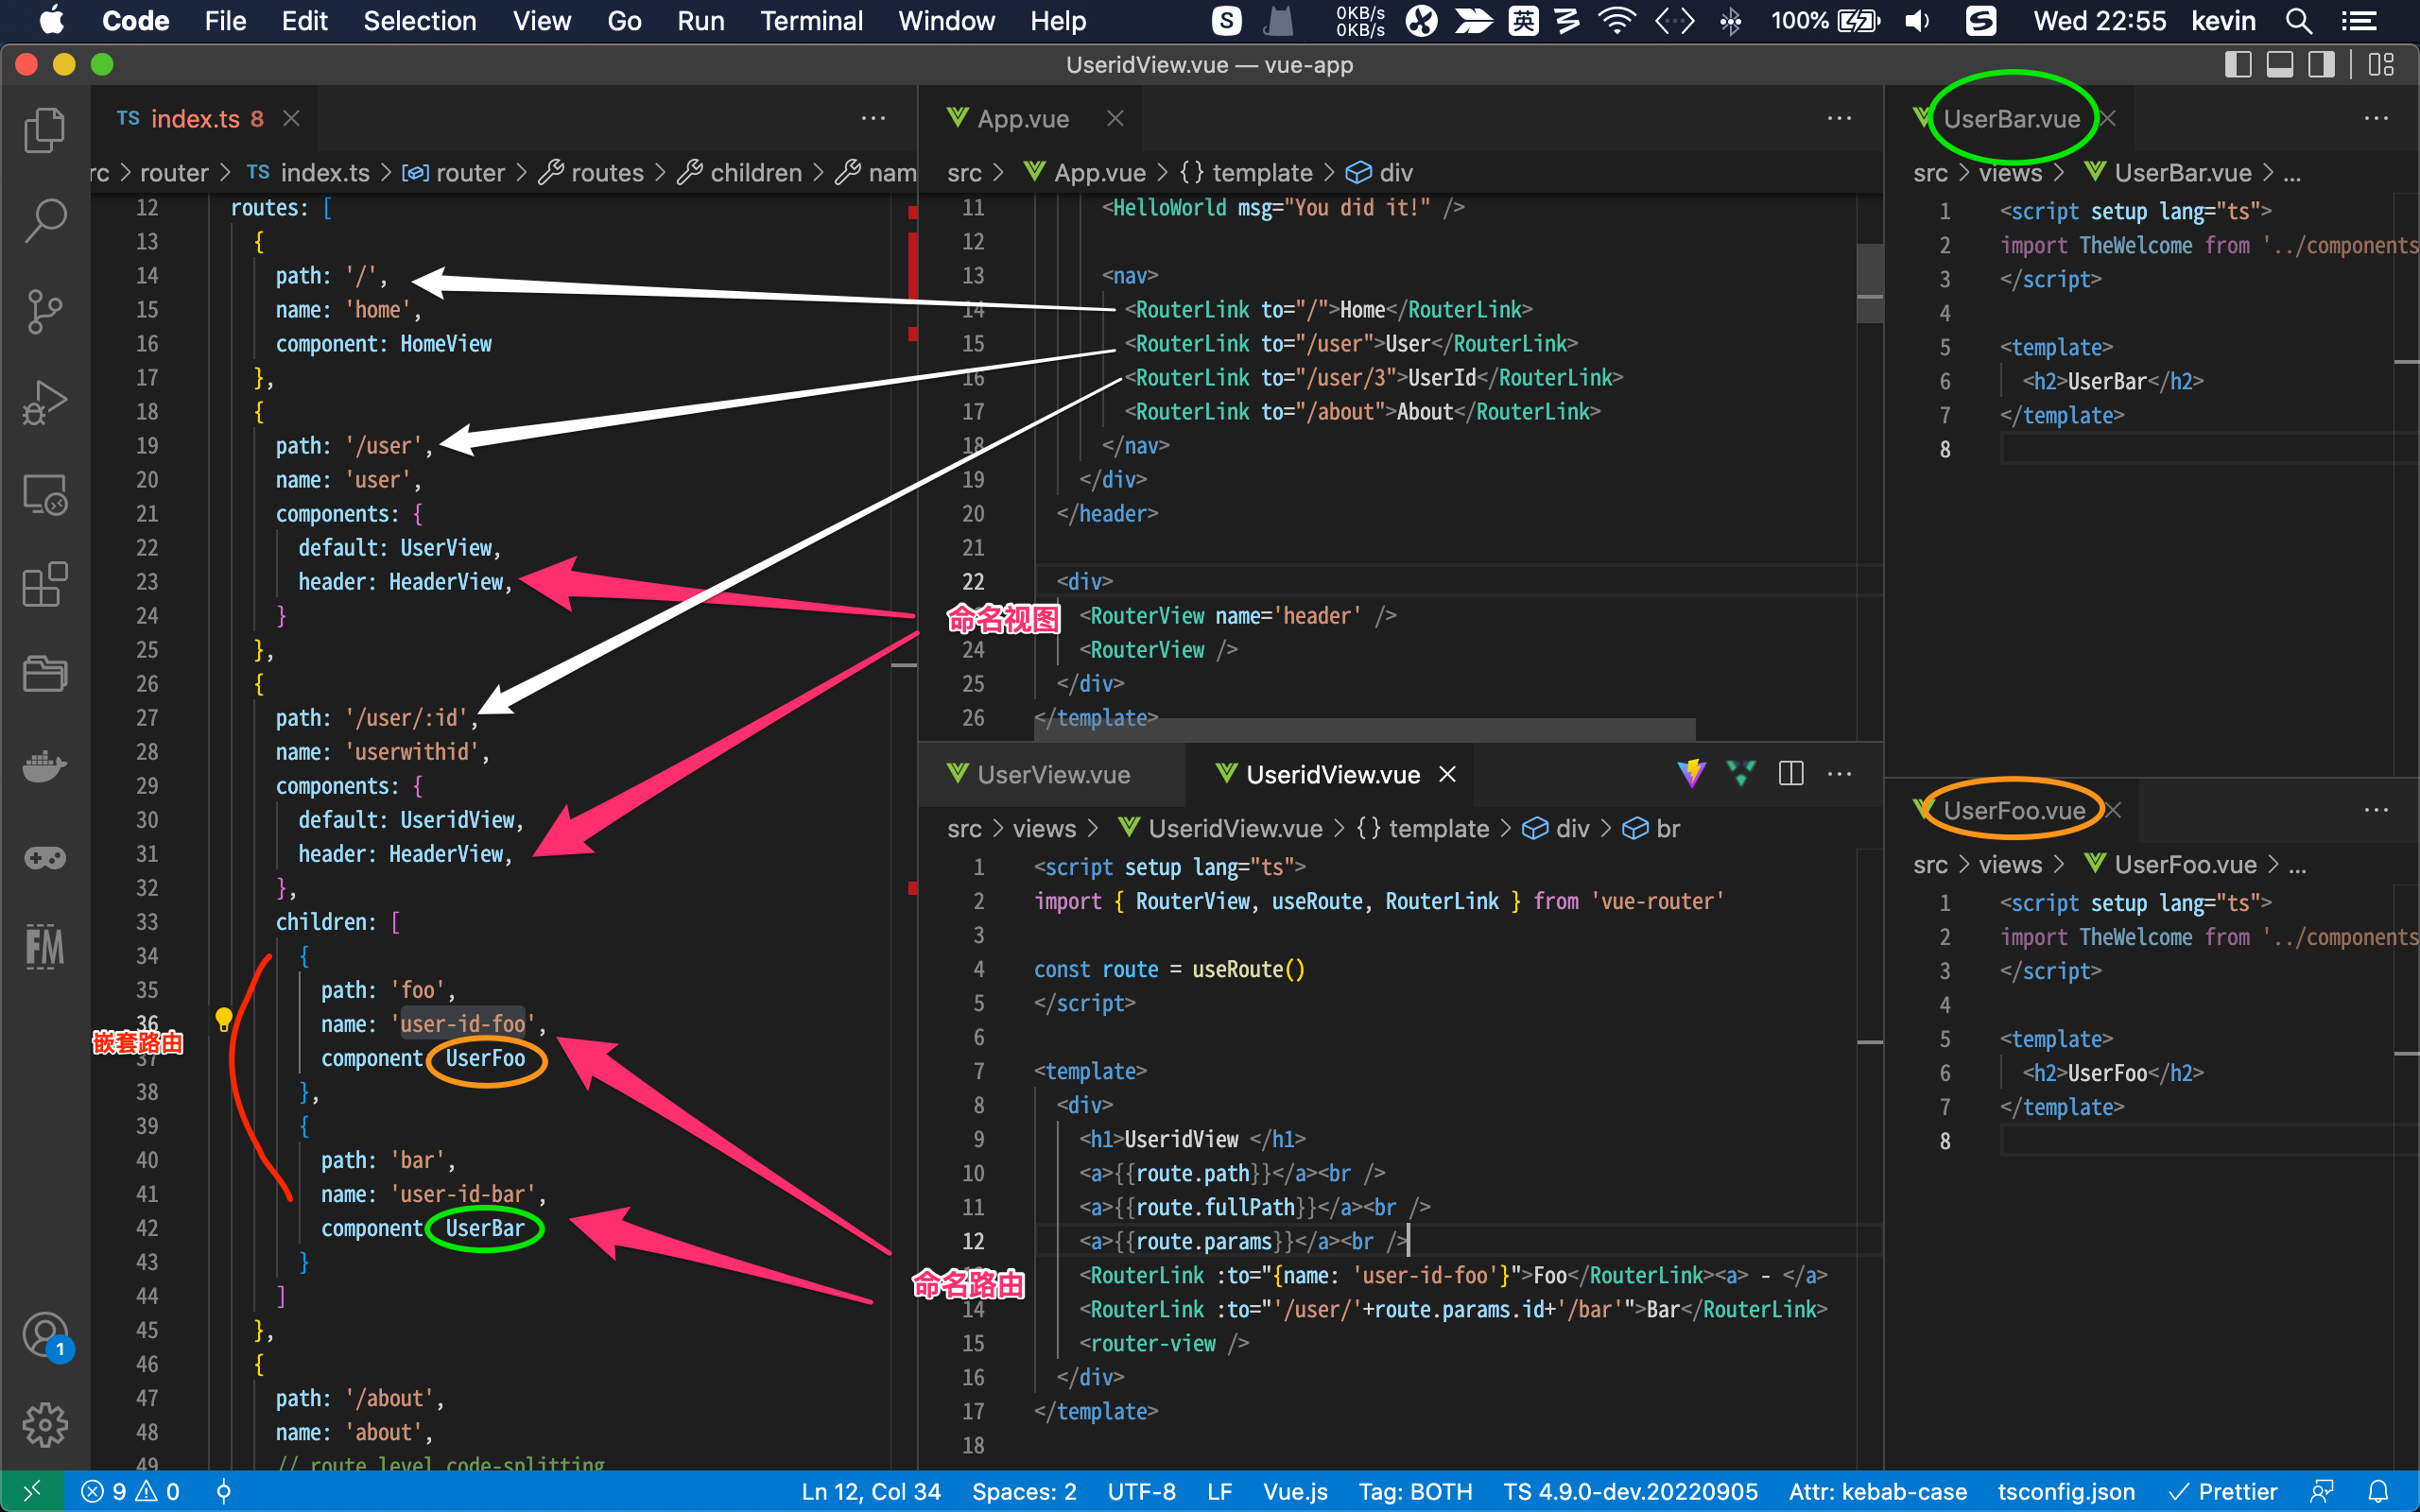 Code File Edit Selection View Go Run Terminal Window Help
0KB/s
0KB/s
英
100%
Wed 22:55 kevin
UseridView.vue — vue-app
TS index.ts 8
rc > router > TS index.ts > router > routes > children > nam
12 routes: [
13 {
14 path: '/',
15 name: 'home',
16 component: HomeView
17 },
18 {
19 path: '/user',
20 name: 'user',
21 components: {
22 default: UserView,
23 header: HeaderView,
24 }
25 },
26 {
27 path: '/user/:id',
28 name: 'userwithid',
29 components: {
30 default: UseridView,
31 header: HeaderView,
32 },
33 children: [
34 {
35 path: 'foo',
36 name: 'user-id-foo',
嵌套路由
37 component UserFoo
38 },
39 {
40 path: 'bar',
41 name: 'user-id-bar',
42 component UserBar
43 }
44 ]
45 },
46 {
47 path: '/about',
48 name: 'about',
49 // route level code-splitting
App.vue
src > App.vue > {} template > div
11 <HelloWorld msg="You did it!" />
12
13 <nav>
14 <RouterLink to="/">Home</RouterLink>
15 <RouterLink to="/user">User</RouterLink>
16 <RouterLink to="/user/3">UserId</RouterLink>
17 <RouterLink to="/about">About</RouterLink>
18 </nav>
19 </div>
20 </header>
21
22 <div>
命名视图 <RouterView name='header' />
24 <RouterView />
25 </div>
26 </template>
UserView.vue
UseridView.vue
src > views > UseridView.vue > {} template > div > br
1 <script setup lang="ts">
2 import { RouterView, useRoute, RouterLink } from 'vue-router'
3
4 const route = useRoute()
5 </script>
6
7 <template>
8 <div>
9 <h1>UseridView </h1>
10 <a>{{route.path}}</a><br />
11 <a>{{route.fullPath}}</a><br />
12 <a>{{route.params}}</a><br />
命名路由 <RouterLink :to="{name: 'user-id-foo'}">Foo</RouterLink><a> - </a>
14 <RouterLink :to="'/user/'+route.params.id+'/bar'">Bar</RouterLink>
15 <router-view />
16 </div>
17 </template>
18
UserBar.vue
src > views > UserBar.vue > ...
1 <script setup lang="ts">
2 import TheWelcome from '../components
3 </script>
4
5 <template>
6 <h2>UserBar</h2>
7 </template>
8
UserFoo.vue
src > views > UserFoo.vue > ...
1 <script setup lang="ts">
2 import TheWelcome from '../components
3 </script>
4
5 <template>
6 <h2>UserFoo</h2>
7 </template>
8
FM
1
9 0
Ln 12, Col 34 Spaces: 2 UTF-8 LF Vue.js Tag: BOTH TS 4.9.0-dev.20220905 Attr: kebab-case tsconfig.json Prettier